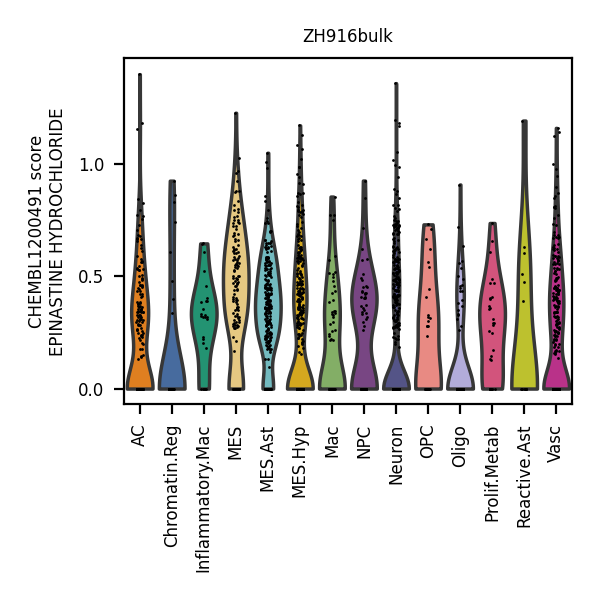 ZH916bulk
CHEMBL1200491 score
EPINASTINE HYDROCHLORIDE
1.0
0.5
0.0
AC
Chromatin.Reg
Inflammatory.Mac
MES
MES.Ast
MES.Hyp
Mac
NPC
Neuron
OPC
Oligo
Prolif.Metab
Reactive.Ast
Vasc